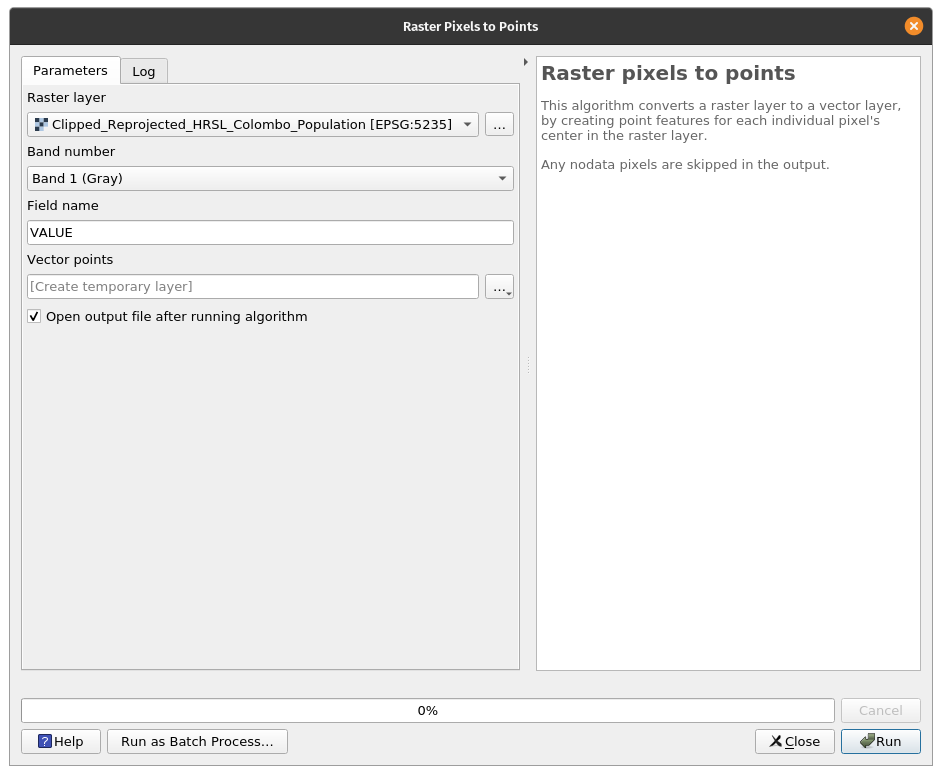 Raster Pixels to Points
Parameters
Log
Raster layer
Clipped_Reprojected_HRSL_Colombo_Population [EPSG:5235]
...
Band number
Band 1 (Gray)
Field name
VALUE
Vector points
[Create temporary layer]
...
Open output file after running algorithm
Raster pixels to points
This algorithm converts a raster layer to a vector layer,
by creating point features for each individual pixel's
center in the raster layer.
Any nodata pixels are skipped in the output.
0%
Cancel
? Help
Run as Batch Process...
Close
Run